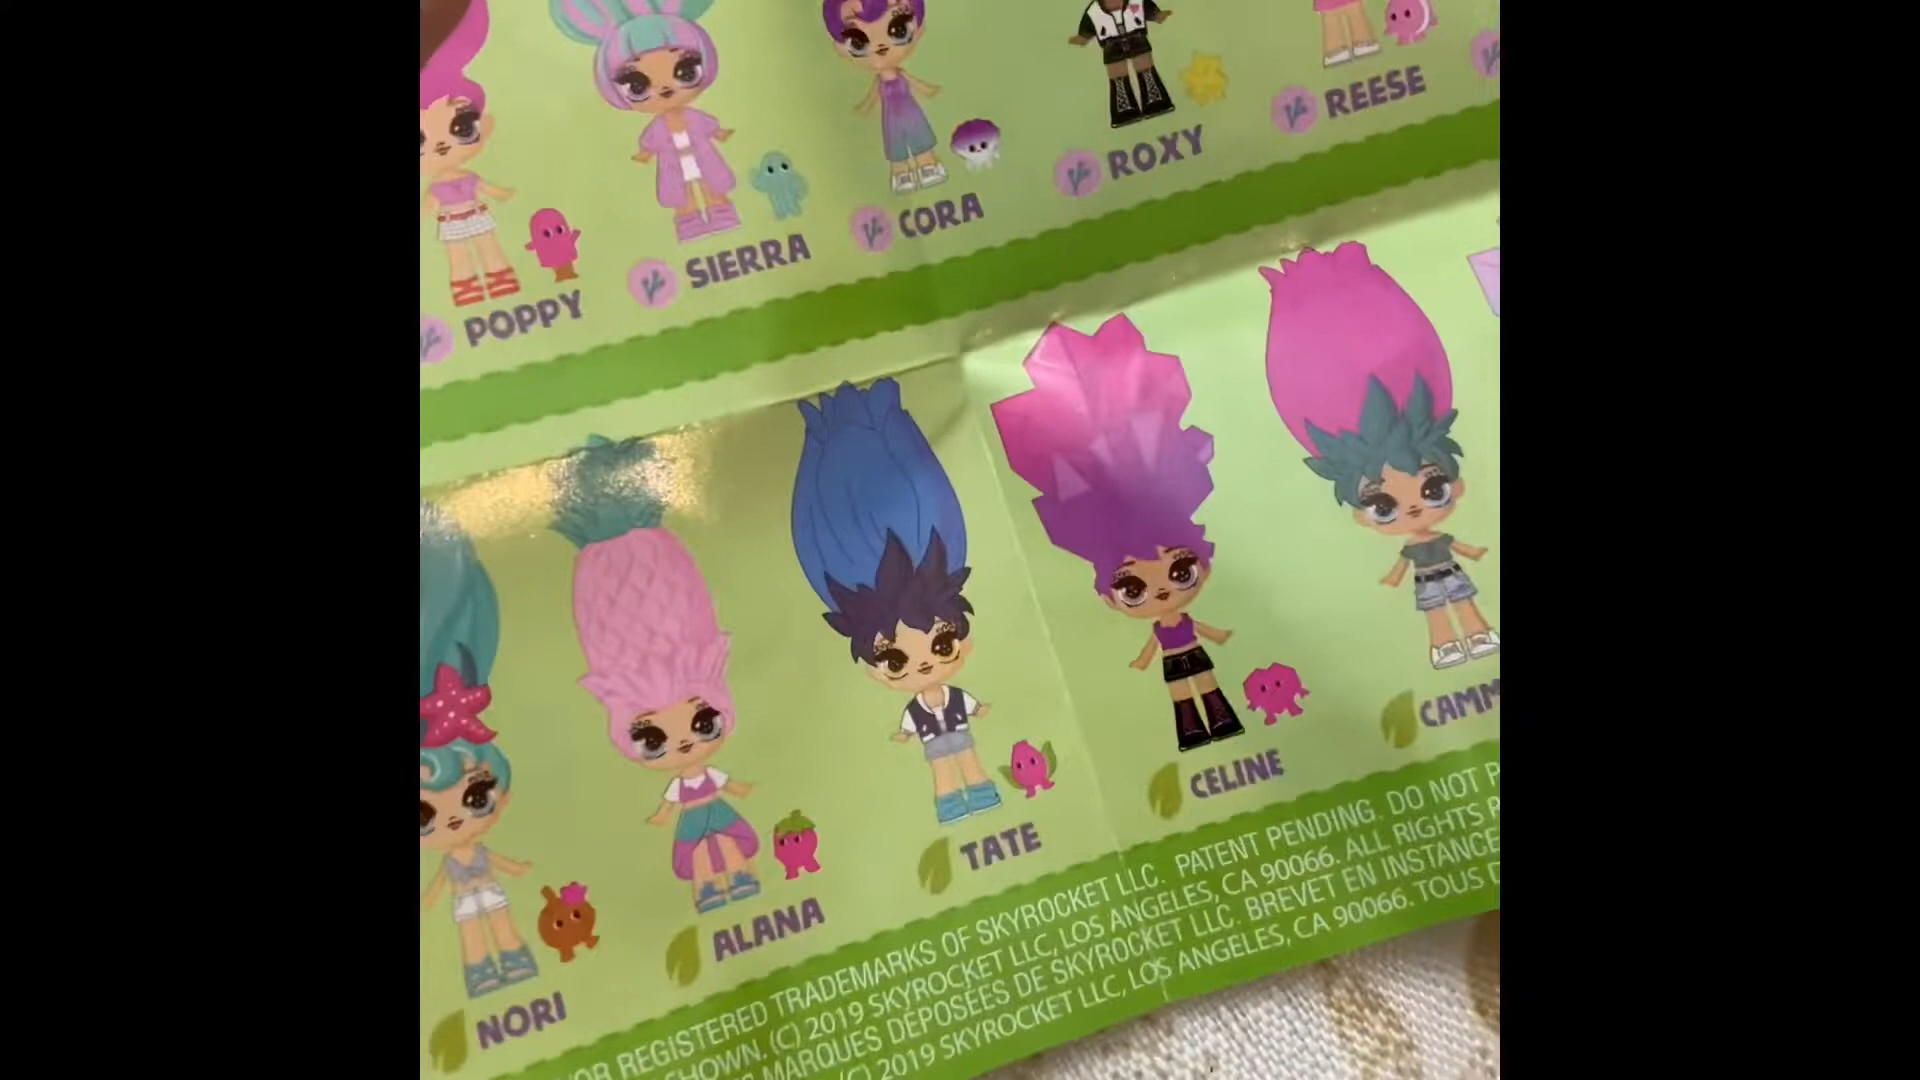 REESE
ROXY
CORA
SIERRA
POPPY
CAMM
CELINE
TATE
ALANA
NORI
OR REGISTERED TRADEMARKS OF SKYROCKET LLC. PATENT PENDING. DO NOT P
SHOWN. (C) 2019 SKYROCKET LLC, LOS ANGELES, CA 90066. ALL RIGHTS R
MARQUES DÉPOSÉES DE SKYROCKET LLC. BREVET EN INSTANCE
(C) 2019 SKYROCKET LLC, LOS ANGELES, CA 90066. TOUS D